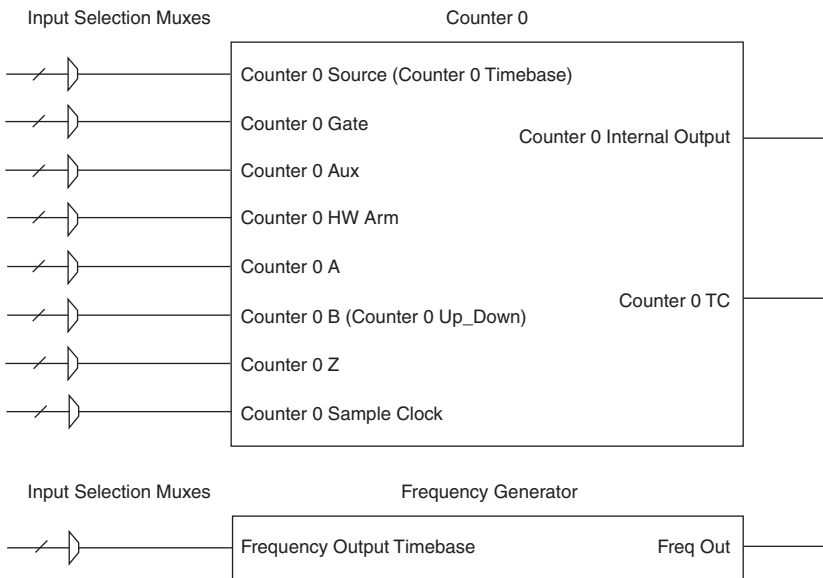 Input Selection Muxes
Counter 0
Counter 0 Source (Counter 0 Timebase)
Counter 0 Gate
Counter 0 Aux
Counter 0 HW Arm
Counter 0 A
Counter 0 B (Counter 0 Up_Down)
Counter 0 Z
Counter 0 Sample Clock
Counter 0 Internal Output
Counter 0 TC
Input Selection Muxes
Frequency Generator
Frequency Output Timebase
Freq Out